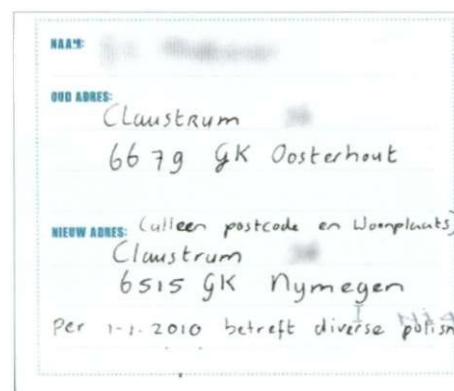 NAAM:
OUD ADRES:
Claustrum
6679 GK Oosterhout
NIEUW ADRES: (alleen postcode en Woonplaats)
Claustrum
6515 GK Nymegen
Per 1-1-2010 betreft diverse